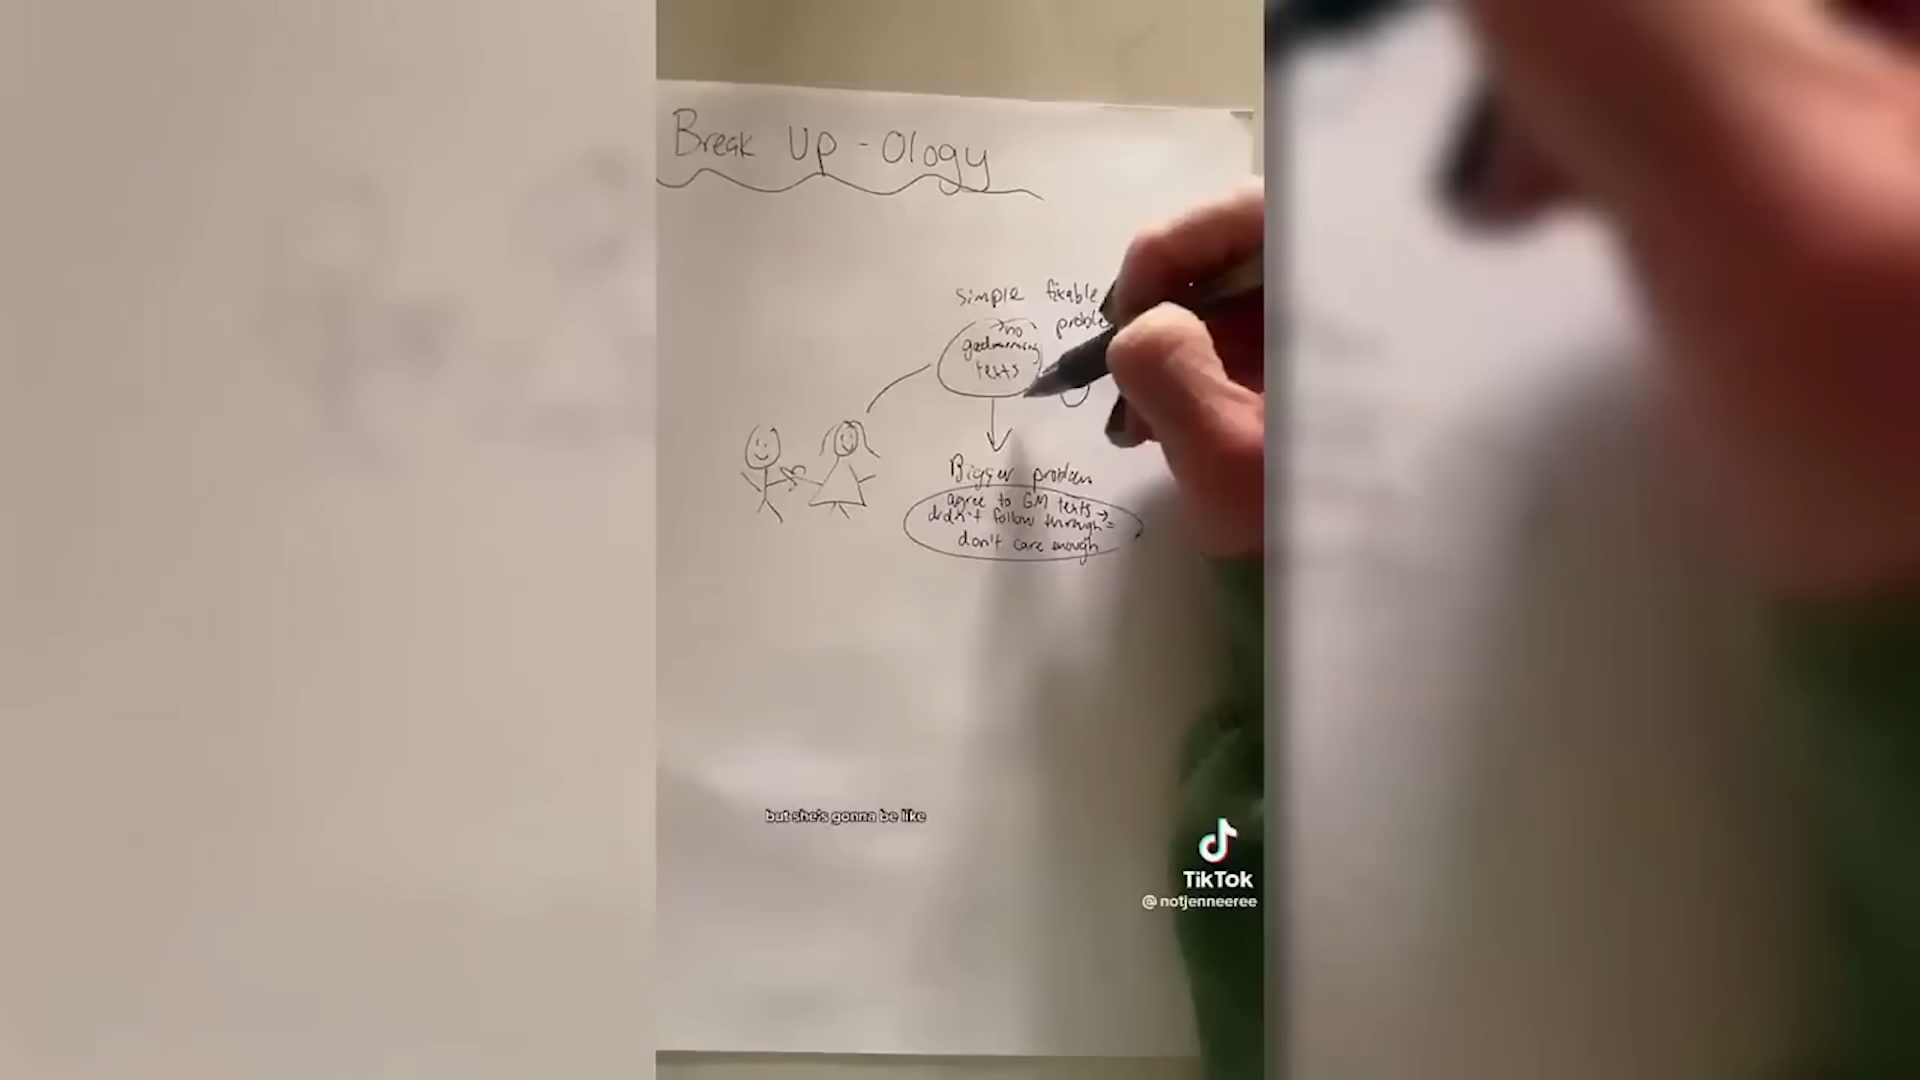 Break Up - Ology
simple fixable
proble
no
goodmorning
texts
Bigger problem
agree to GM texts →
didn't follow through =
don't care enough
but she's gonna be like
TikTok
@notjenneeree